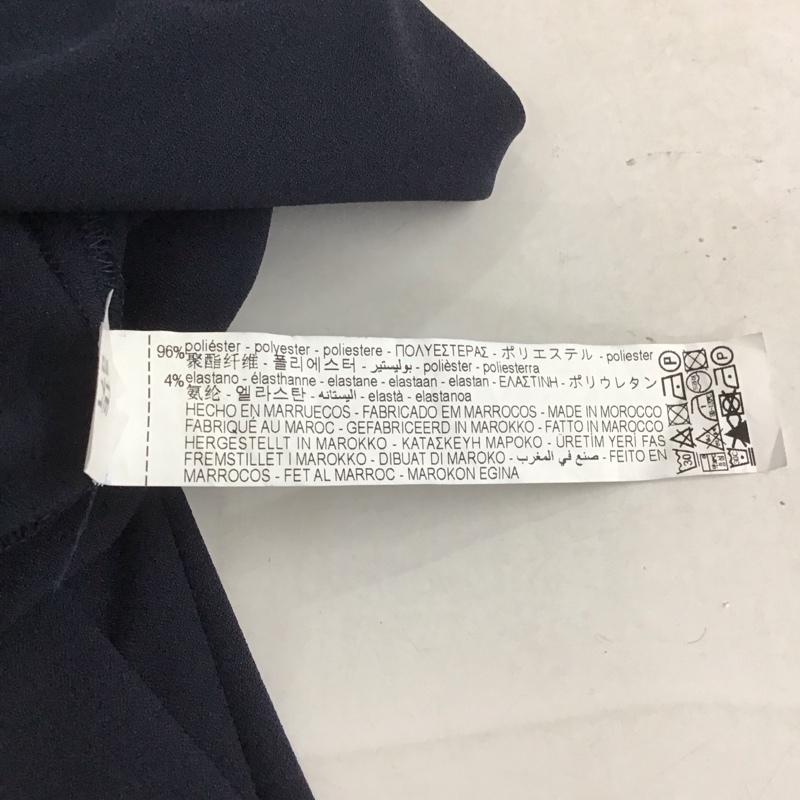 96% poliéster - polyester - poliestere - ΠΟΛΥΕΣΤΕΡΑΣ - ポリエステル - poliester
聚酯纤维 - 폴리에스터 - بوليستير - polièster - poliesterra
4% elastano - élasthanne - elastane - elastaan - elastan - ΕΛΑΣΤΙΝΗ - ポリウレタン
氨纶 - 엘라스탄 - اليستانه - elastà - elastanoa
HECHO EN MARRUECOS - FABRICADO EM MARROCOS - MADE IN MOROCCO
FABRIQUÉ AU MAROC - GEFABRICEERD IN MAROKKO - FATTO IN MAROCCO
HERGESTELLT IN MAROKKO - ΚΑΤΑΣΚΕΥΗ ΜΑΡΟΚΟ - ÜRETİM YERİ FAS
FREMSTILLET I MAROKKO - DIBUAT DI MAROKO - صنع في المغرب - FEITO EN
MARROCOS - FET AL MARROC - MAROKON EGINA
P
P
30